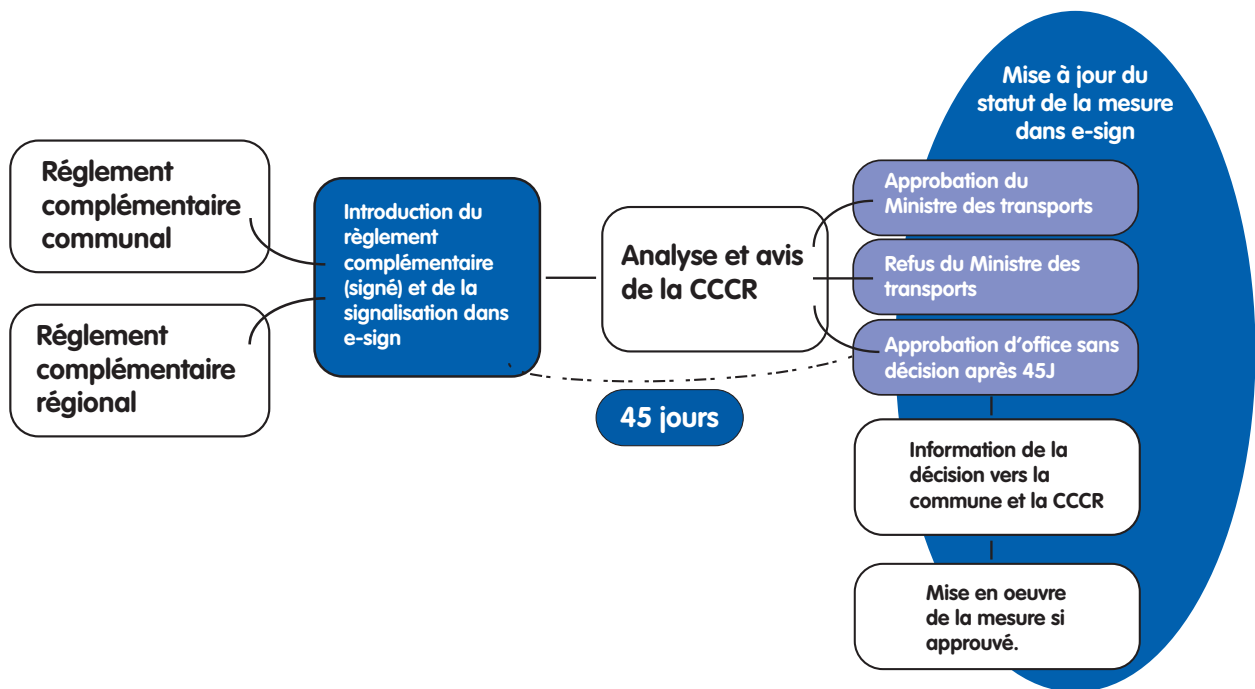 Réglement
complémentaire
communal
Réglement
complémentaire
régional
Introduction du
règlement
complémentaire
(signé) et de la
signalisation dans
e-sign
45 jours
Analyse et avis
de la CCCR
Mise à jour du
statut de la mesure
dans e-sign
Approbation du
Ministre des transports
Refus du Ministre des
transports
Approbation d’office sans
décision après 45J
Information de la
décision vers la
commune et la CCCR
Mise en oeuvre
de la mesure si
approuvé.